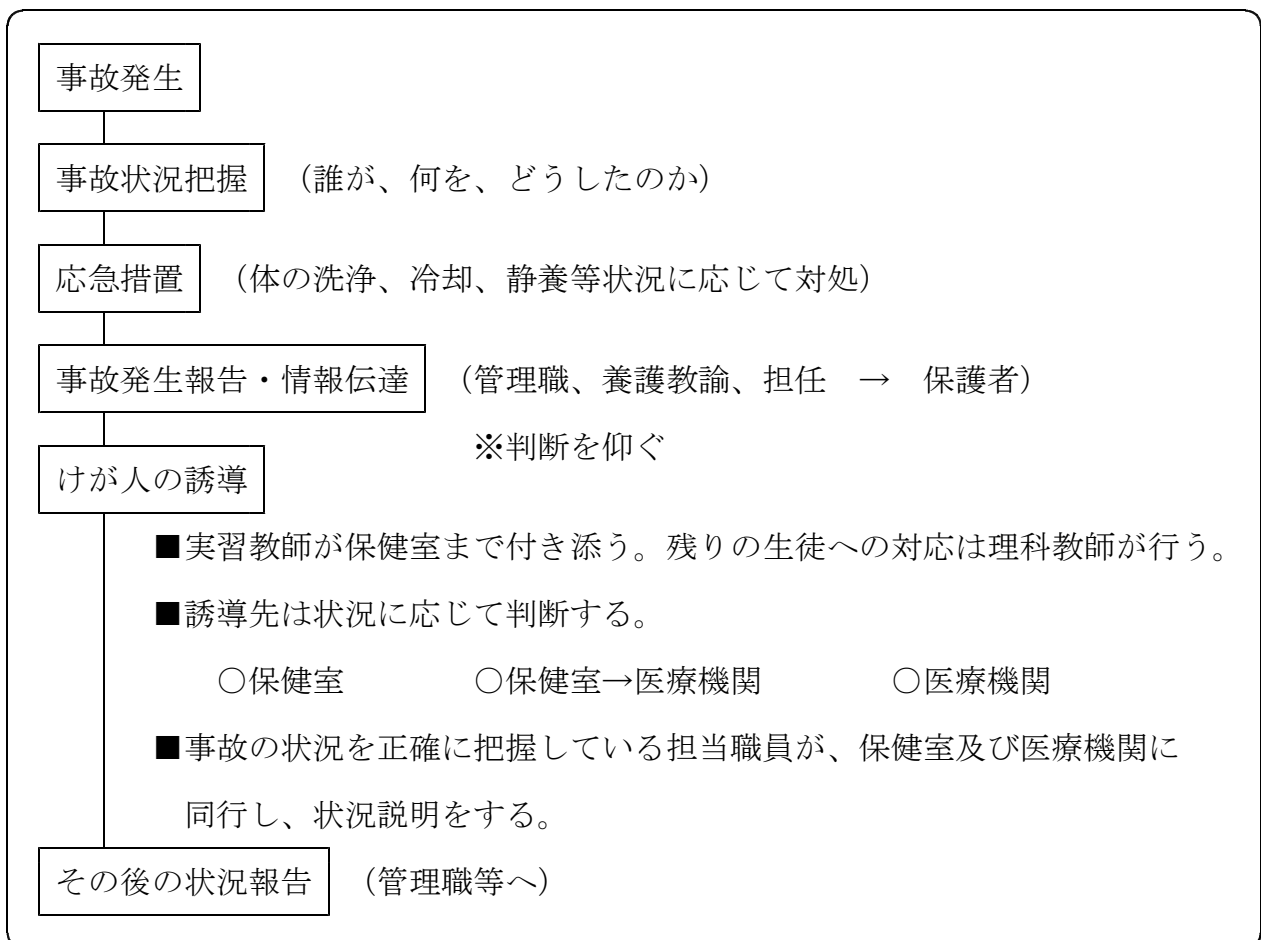 事故発生
事故状況把握 （誰が、何を、どうしたのか）
応急措置 （体の洗浄、冷却、静養等状況に応じて対処）
事故発生報告・情報伝達 （管理職、養護教諭、担任　→　保護者）
※判断を仰ぐ
けが人の誘導
■実習教師が保健室まで付き添う。残りの生徒への対応は理科教師が行う。
■誘導先は状況に応じて判断する。
○保健室　○保健室→医療機関　○医療機関
■事故の状況を正確に把握している担当職員が、保健室及び医療機関に
同行し、状況説明をする。
その後の状況報告 （管理職等へ）